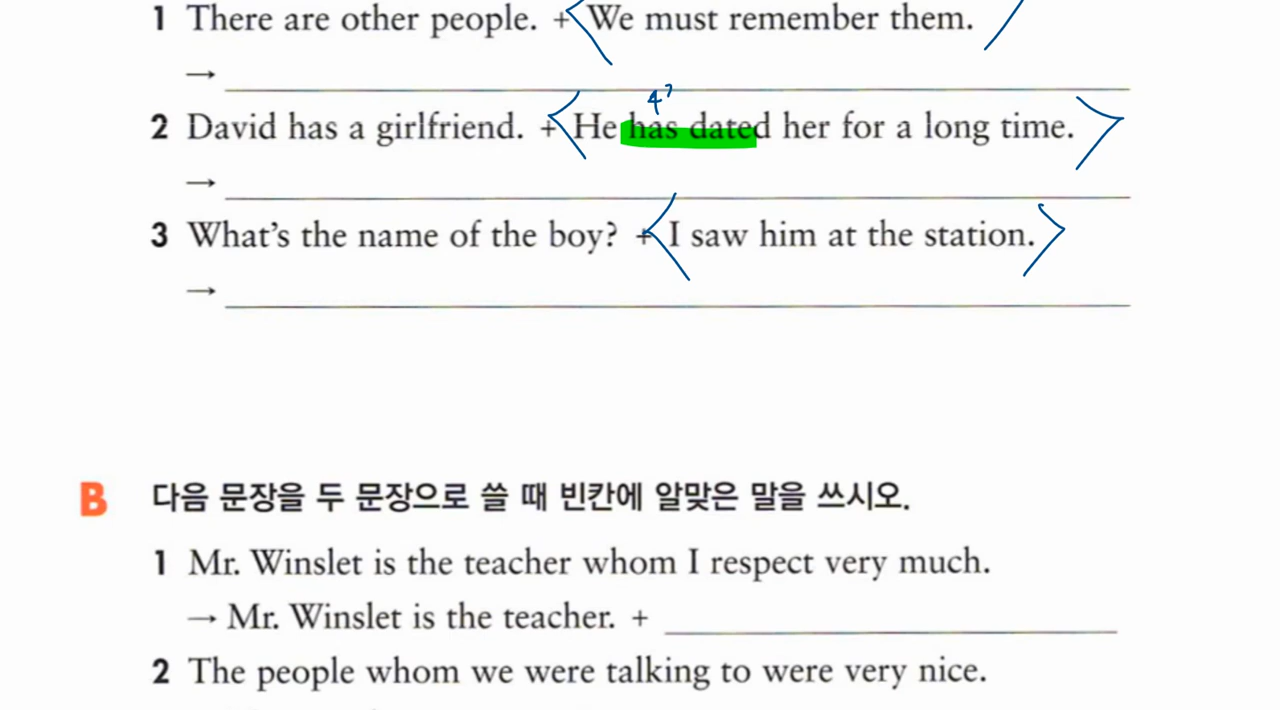 1 There are other people. + We must remember them.
→
47
2 David has a girlfriend. + He has dated her for a long time.
→
3 What's the name of the boy? + I saw him at the station.
→
B 다음 문장을 두 문장으로 쓸 때 빈칸에 알맞은 말을 쓰시오.
1 Mr. Winslet is the teacher whom I respect very much.
→ Mr. Winslet is the teacher. +
2 The people whom we were talking to were very nice.